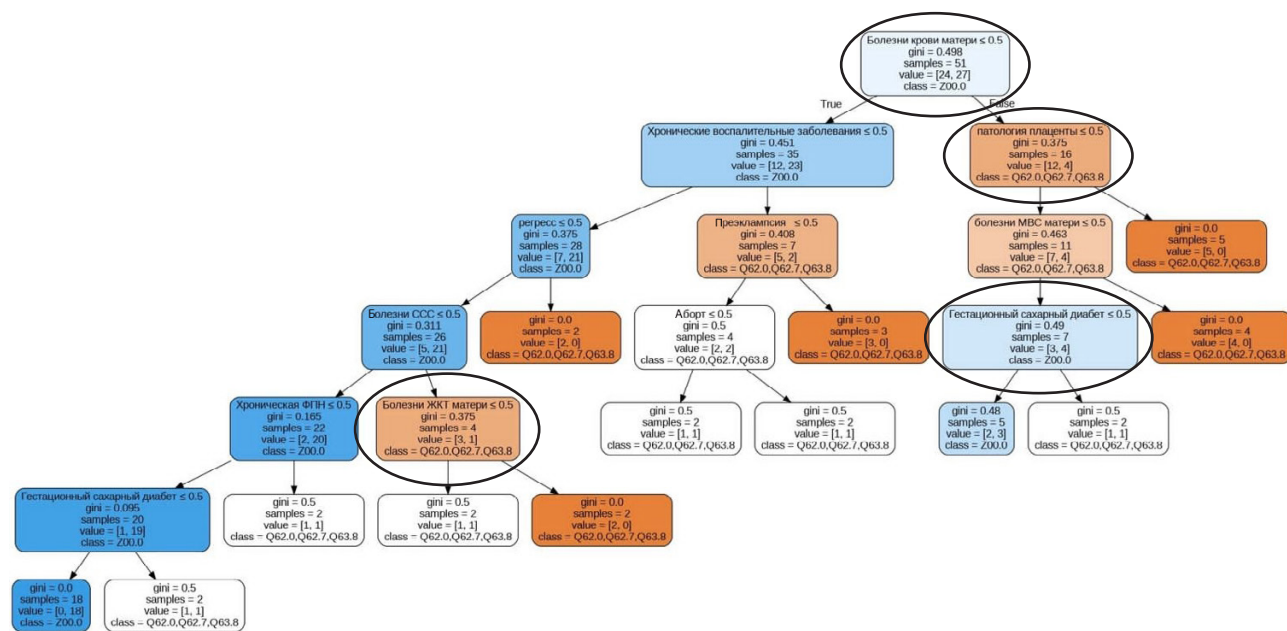 Болезни крови матери ≤ 0.5
gini = 0.498
samples = 51
value = [24, 27]
class = Z00.0
True
False
Хронические воспалительные заболевания ≤ 0.5
gini = 0.451
samples = 35
value = [12, 23]
class = Z00.0
патология плаценты ≤ 0.5
gini = 0.375
samples = 16
value = [12, 4]
class = Q62.0,Q62.7,Q63.8
регресс ≤ 0.5
gini = 0.375
samples = 28
value = [7, 21]
class = Z00.0
Преэклампсия ≤ 0.5
gini = 0.408
samples = 7
value = [5, 2]
class = Q62.0,Q62.7,Q63.8
болезни МВС матери ≤ 0.5
gini = 0.463
samples = 11
value = [7, 4]
class = Q62.0,Q62.7,Q63.8
gini = 0.0
samples = 5
value = [5, 0]
class = Q62.0,Q62.7,Q63.8
Болезни ССС ≤ 0.5
gini = 0.311
samples = 26
value = [5, 21]
class = Z00.0
gini = 0.0
samples = 2
value = [2, 0]
class = Q62.0,Q62.7,Q63.8
Аборт ≤ 0.5
gini = 0.5
samples = 4
value = [2, 2]
class = Q62.0,Q62.7,Q63.8
gini = 0.0
samples = 3
value = [3, 0]
class = Q62.0,Q62.7,Q63.8
Гестационный сахарный диабет ≤ 0.5
gini = 0.49
samples = 7
value = [3, 4]
class = Z00.0
gini = 0.0
samples = 4
value = [4, 0]
class = Q62.0,Q62.7,Q63.8
Хроническая ФПН ≤ 0.5
gini = 0.165
samples = 22
value = [2, 20]
class = Z00.0
Болезни ЖКТ матери ≤ 0.5
gini = 0.375
samples = 4
value = [3, 1]
class = Q62.0,Q62.7,Q63.8
gini = 0.5
samples = 2
value = [1, 1]
class = Q62.0,Q62.7,Q63.8
gini = 0.5
samples = 2
value = [1, 1]
class = Q62.0,Q62.7,Q63.8
gini = 0.48
samples = 5
value = [2, 3]
class = Z00.0
gini = 0.5
samples = 2
value = [1, 1]
class = Q62.0,Q62.7,Q63.8
Гестационный сахарный диабет ≤ 0.5
gini = 0.095
samples = 20
value = [1, 19]
class = Z00.0
gini = 0.5
samples = 2
value = [1, 1]
class = Q62.0,Q62.7,Q63.8
gini = 0.5
samples = 2
value = [1, 1]
class = Q62.0,Q62.7,Q63.8
gini = 0.0
samples = 2
value = [2, 0]
class = Q62.0,Q62.7,Q63.8
gini = 0.0
samples = 18
value = [0, 18]
class = Z00.0
gini = 0.5
samples = 2
value = [1, 1]
class = Q62.0,Q62.7,Q63.8